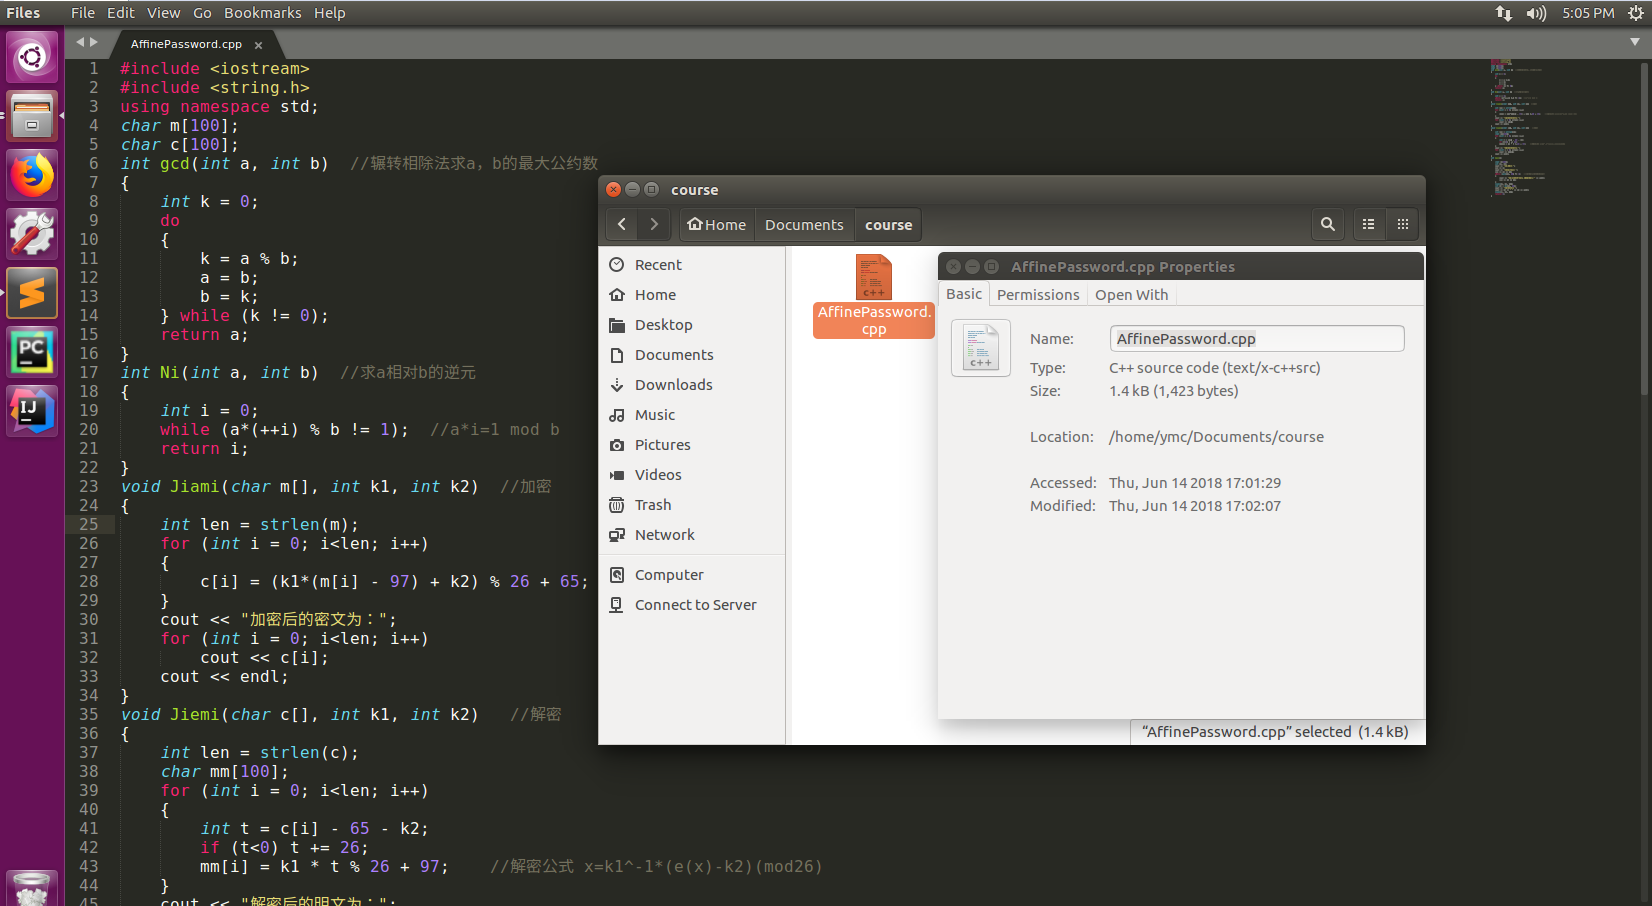 Files File Edit View Go Bookmarks Help 5:05 PM
AffinePassword.cpp ×
1 #include <iostream>
2 #include <string.h>
3 using namespace std;
4 char m[100];
5 char c[100];
6 int gcd(int a, int b)  //辗转相除法求a，b的最大公约数
7 {
8     int k = 0;
9     do
10     {
11         k = a % b;
12         a = b;
13         b = k;
14     } while (k != 0);
15     return a;
16 }
17 int Ni(int a, int b)  //求a相对b的逆元
18 {
19     int i = 0;
20     while (a*(++i) % b != 1);  //a*i=1 mod b
21     return i;
22 }
23 void Jiami(char m[], int k1, int k2)  //加密
24 {
25     int len = strlen(m);
26     for (int i = 0; i<len; i++)
27     {
28         c[i] = (k1*(m[i] - 97) + k2) % 26 + 65;
29     }
30     cout << "加密后的密文为：";
31     for (int i = 0; i<len; i++)
32         cout << c[i];
33     cout << endl;
34 }
35 void Jiemi(char c[], int k1, int k2)   //解密
36 {
37     int len = strlen(c);
38     char mm[100];
39     for (int i = 0; i<len; i++)
40     {
41         int t = c[i] - 65 - k2;
42         if (t<0) t += 26;
43         mm[i] = k1 * t % 26 + 97;    //解密公式 x=k1^-1*(e(x)-k2)(mod26)
44     }
45     cout << "解密后的明文为：";
course
Home Documents course
Recent
Home
Desktop
Documents
Downloads
Music
Pictures
Videos
Trash
Network
Computer
Connect to Server
c++
AffinePassword.
cpp
AffinePassword.cpp Properties
Basic Permissions Open With
c++
Name: AffinePassword.cpp
Type: C++ source code (text/x-c++src)
Size: 1.4 kB (1,423 bytes)
Location: /home/ymc/Documents/course
Accessed: Thu, Jun 14 2018 17:01:29
Modified: Thu, Jun 14 2018 17:02:07
“AffinePassword.cpp” selected (1.4 kB)
PC
IJ